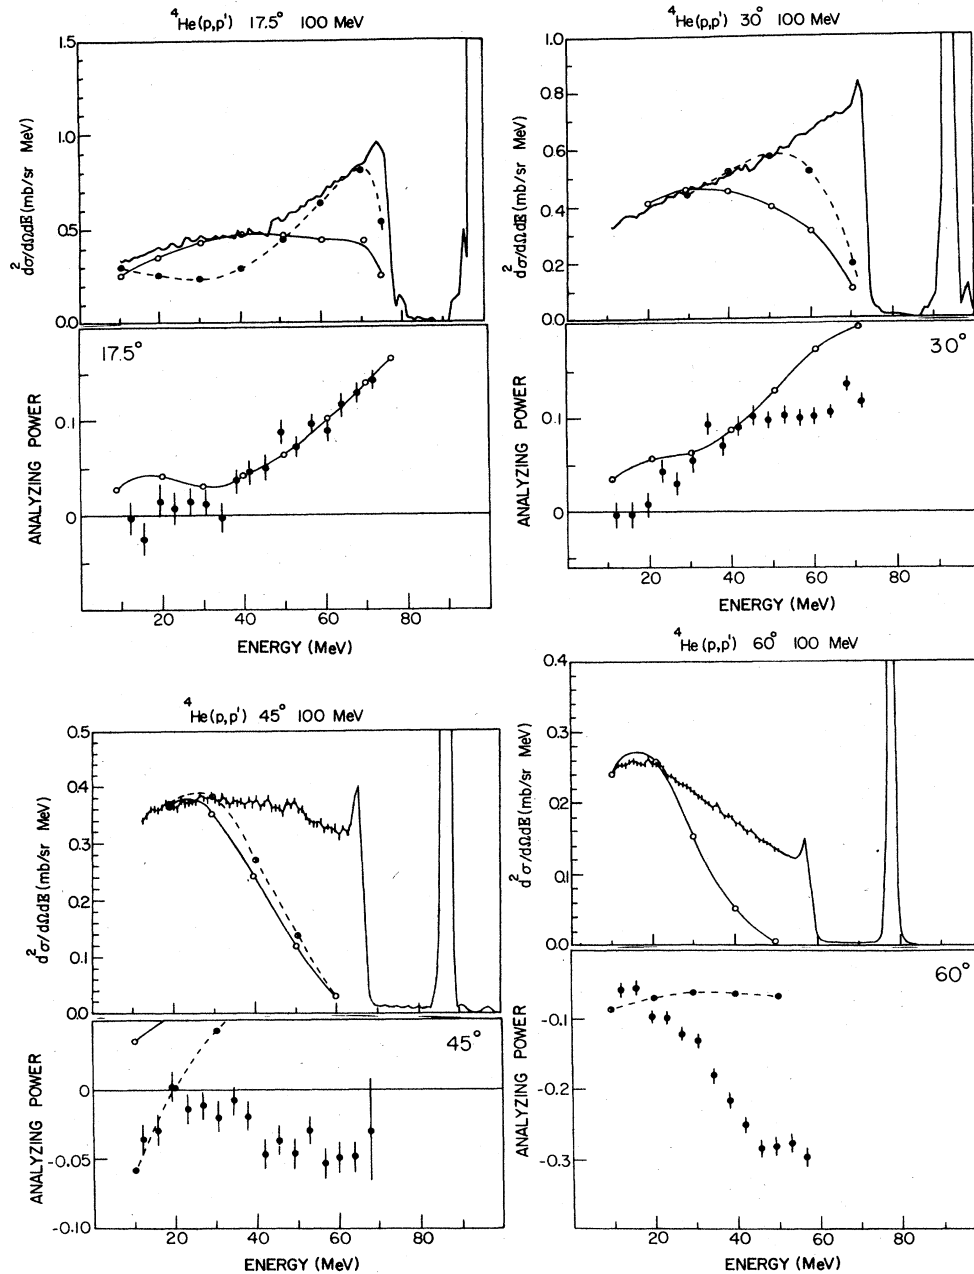 ⁴He(p,p') 17.5° 100 MeV
1.5
1.0
0.5
0.0
d²σ/dΩdE (mb/sr MeV)
17.5°
0.1
0
ANALYZING POWER
20 40 60 80
ENERGY (MeV)
⁴He(p,p') 30° 100 MeV
1.0
0.8
0.6
0.4
0.2
0.0
d²σ/dΩdE (mb/sr MeV)
30°
0.1
0
ANALYZING POWER
20 40 60 80
ENERGY (MeV)
⁴He(p,p') 45° 100 MeV
0.5
0.4
0.3
0.2
0.1
0.0
d²σ/dΩdE (mb/sr MeV)
45°
0
-0.05
-0.10
ANALYZING POWER
20 40 60 80
ENERGY (MeV)
⁴He(p,p') 60° 100 MeV
0.4
0.3
0.2
0.1
0.0
d²σ/dΩdE (mb/sr MeV)
60°
-0.1
-0.2
-0.3
ANALYZING POWER
20 40 60 80
ENERGY (MeV)